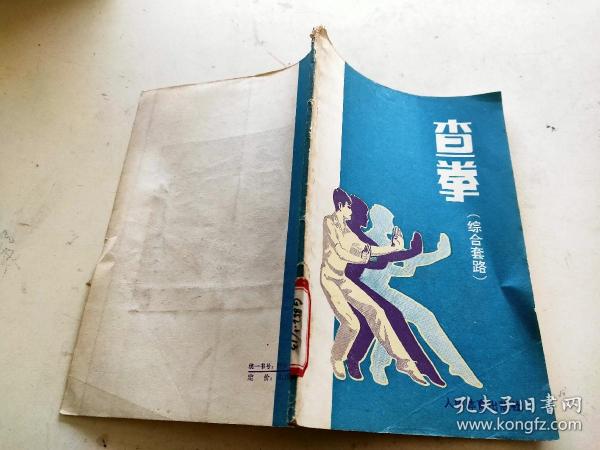 查拳
（综合套路）
统一书号：
定价：
孔夫子旧书网
www.kongfz.com